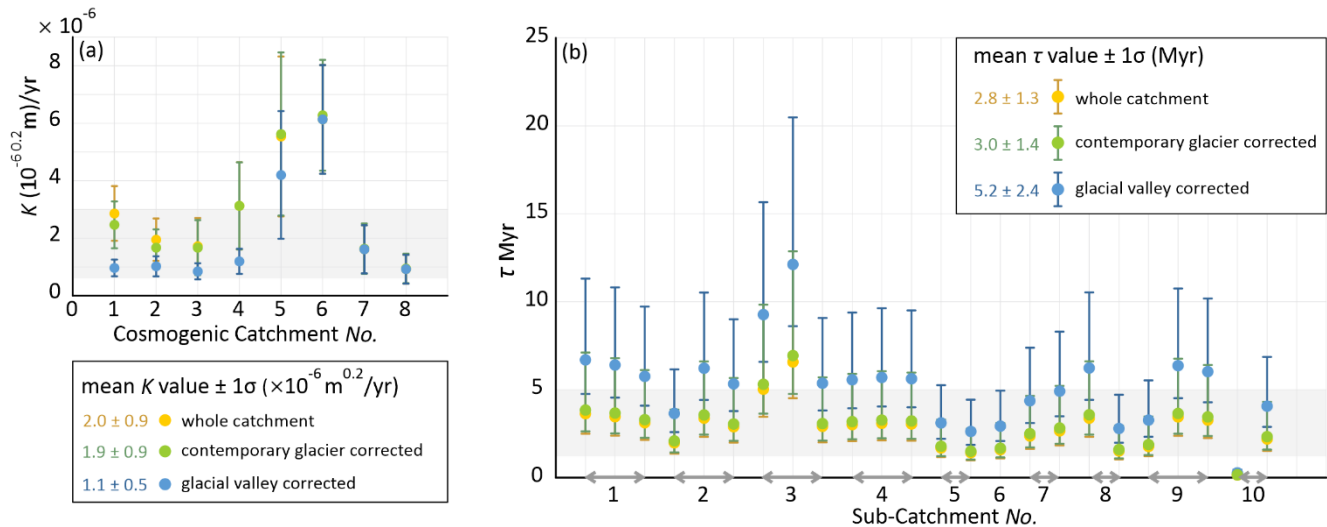 × 10⁻⁶
(a)
8
6
4
2
0
K (10⁻⁶ ⁰·² m)/yr
0 1 2 3 4 5 6 7 8
Cosmogenic Catchment No.
mean K value ± 1σ (×10⁻⁶ m⁰·²/yr)
2.0 ± 0.9 whole catchment
1.9 ± 0.9 contemporary glacier corrected
1.1 ± 0.5 glacial valley corrected
(b)
25
20
15
10
5
0
τ Myr
1 2 3 4 5 6 7 8 9 10
Sub-Catchment No.
mean τ value ± 1σ (Myr)
2.8 ± 1.3 whole catchment
3.0 ± 1.4 contemporary glacier corrected
5.2 ± 2.4 glacial valley corrected